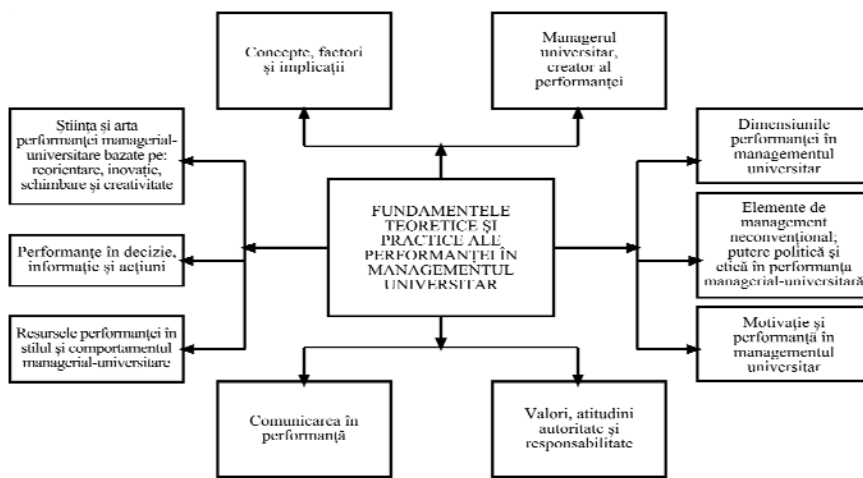 Concepte, factori
și implicații
Managerul
universitar,
creator al
performanței
Știința și arta
performanței managerial-
universitare bazate pe:
reorientare, inovație,
schimbare și creativitate
Dimensiunile
performanței în
managementul
universitar
FUNDAMENTELE
TEORETICE ȘI
PRACTICE ALE
PERFORMANȚEI ÎN
MANAGEMENTUL
UNIVERSITAR
Performanțe în decizie,
informație și acțiuni
Elemente de
management
neconvențional;
putere politică și
etică în performanța
managerial-universitară
Resursele performanței în
stilul și comportamentul
managerial-universitare
Motivație și
performanță în
managementul
universitar
Comunicarea în
performanță
Valori, atitudini
autoritate și
responsabilitate